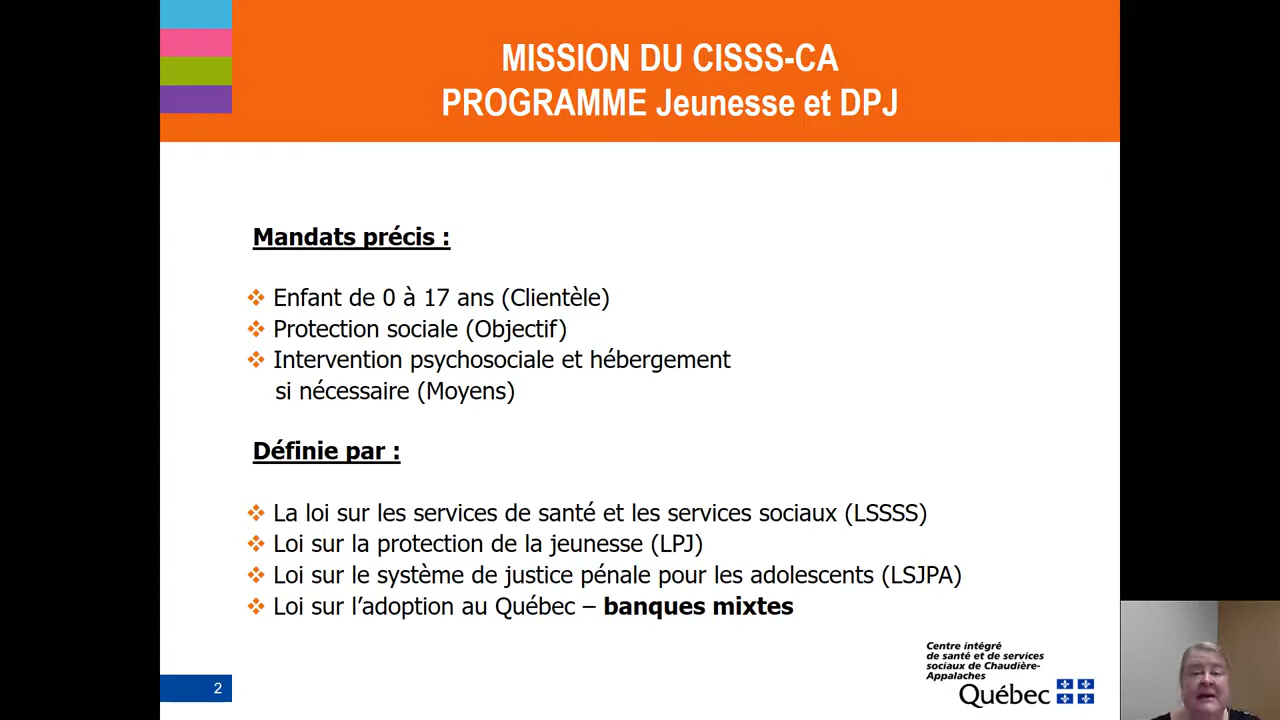 MISSION DU CISSS-CA
PROGRAMME Jeunesse et DPJ
Mandats précis :
❖ Enfant de 0 à 17 ans (Clientèle)
❖ Protection sociale (Objectif)
❖ Intervention psychosociale et hébergement
si nécessaire (Moyens)
Définie par :
❖ La loi sur les services de santé et les services sociaux (LSSSS)
❖ Loi sur la protection de la jeunesse (LPJ)
❖ Loi sur le système de justice pénale pour les adolescents (LSJPA)
❖ Loi sur l’adoption au Québec – banques mixtes
Centre intégré
de santé et de services
sociaux de Chaudière-
Appalaches
Québec
2